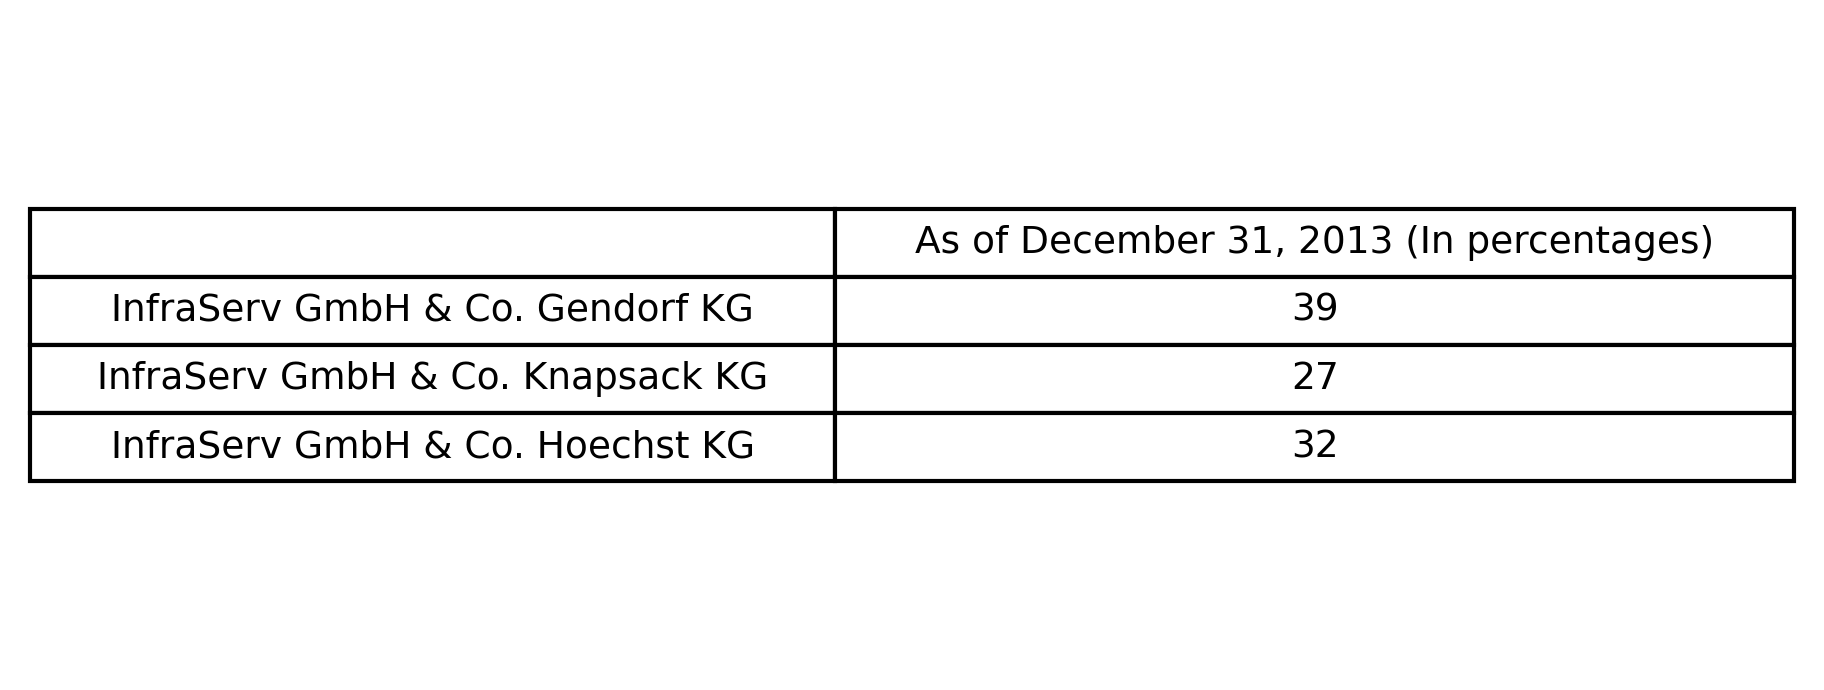 As of December 31, 2013 (In percentages)
InfraServ GmbH & Co. Gendorf KG 39
InfraServ GmbH & Co. Knapsack KG 27
InfraServ GmbH & Co. Hoechst KG 32